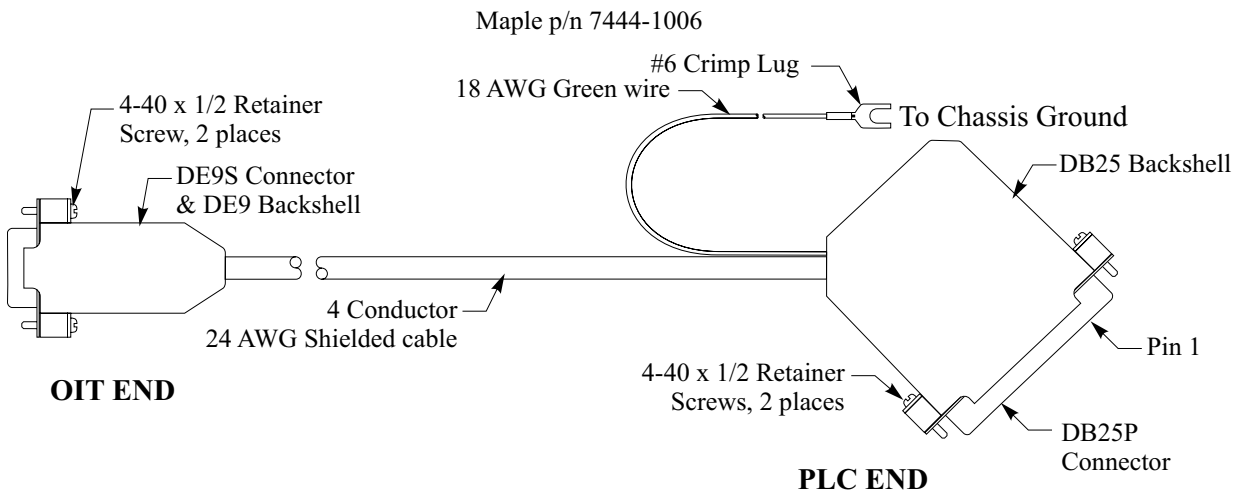 Maple p/n 7444-1006
#6 Crimp Lug
18 AWG Green wire
To Chassis Ground
4-40 x 1/2 Retainer
Screw, 2 places
DB25 Backshell
DE9S Connector
& DE9 Backshell
4 Conductor
24 AWG Shielded cable
Pin 1
OIT END
4-40 x 1/2 Retainer
Screws, 2 places
DB25P
Connector
PLC END